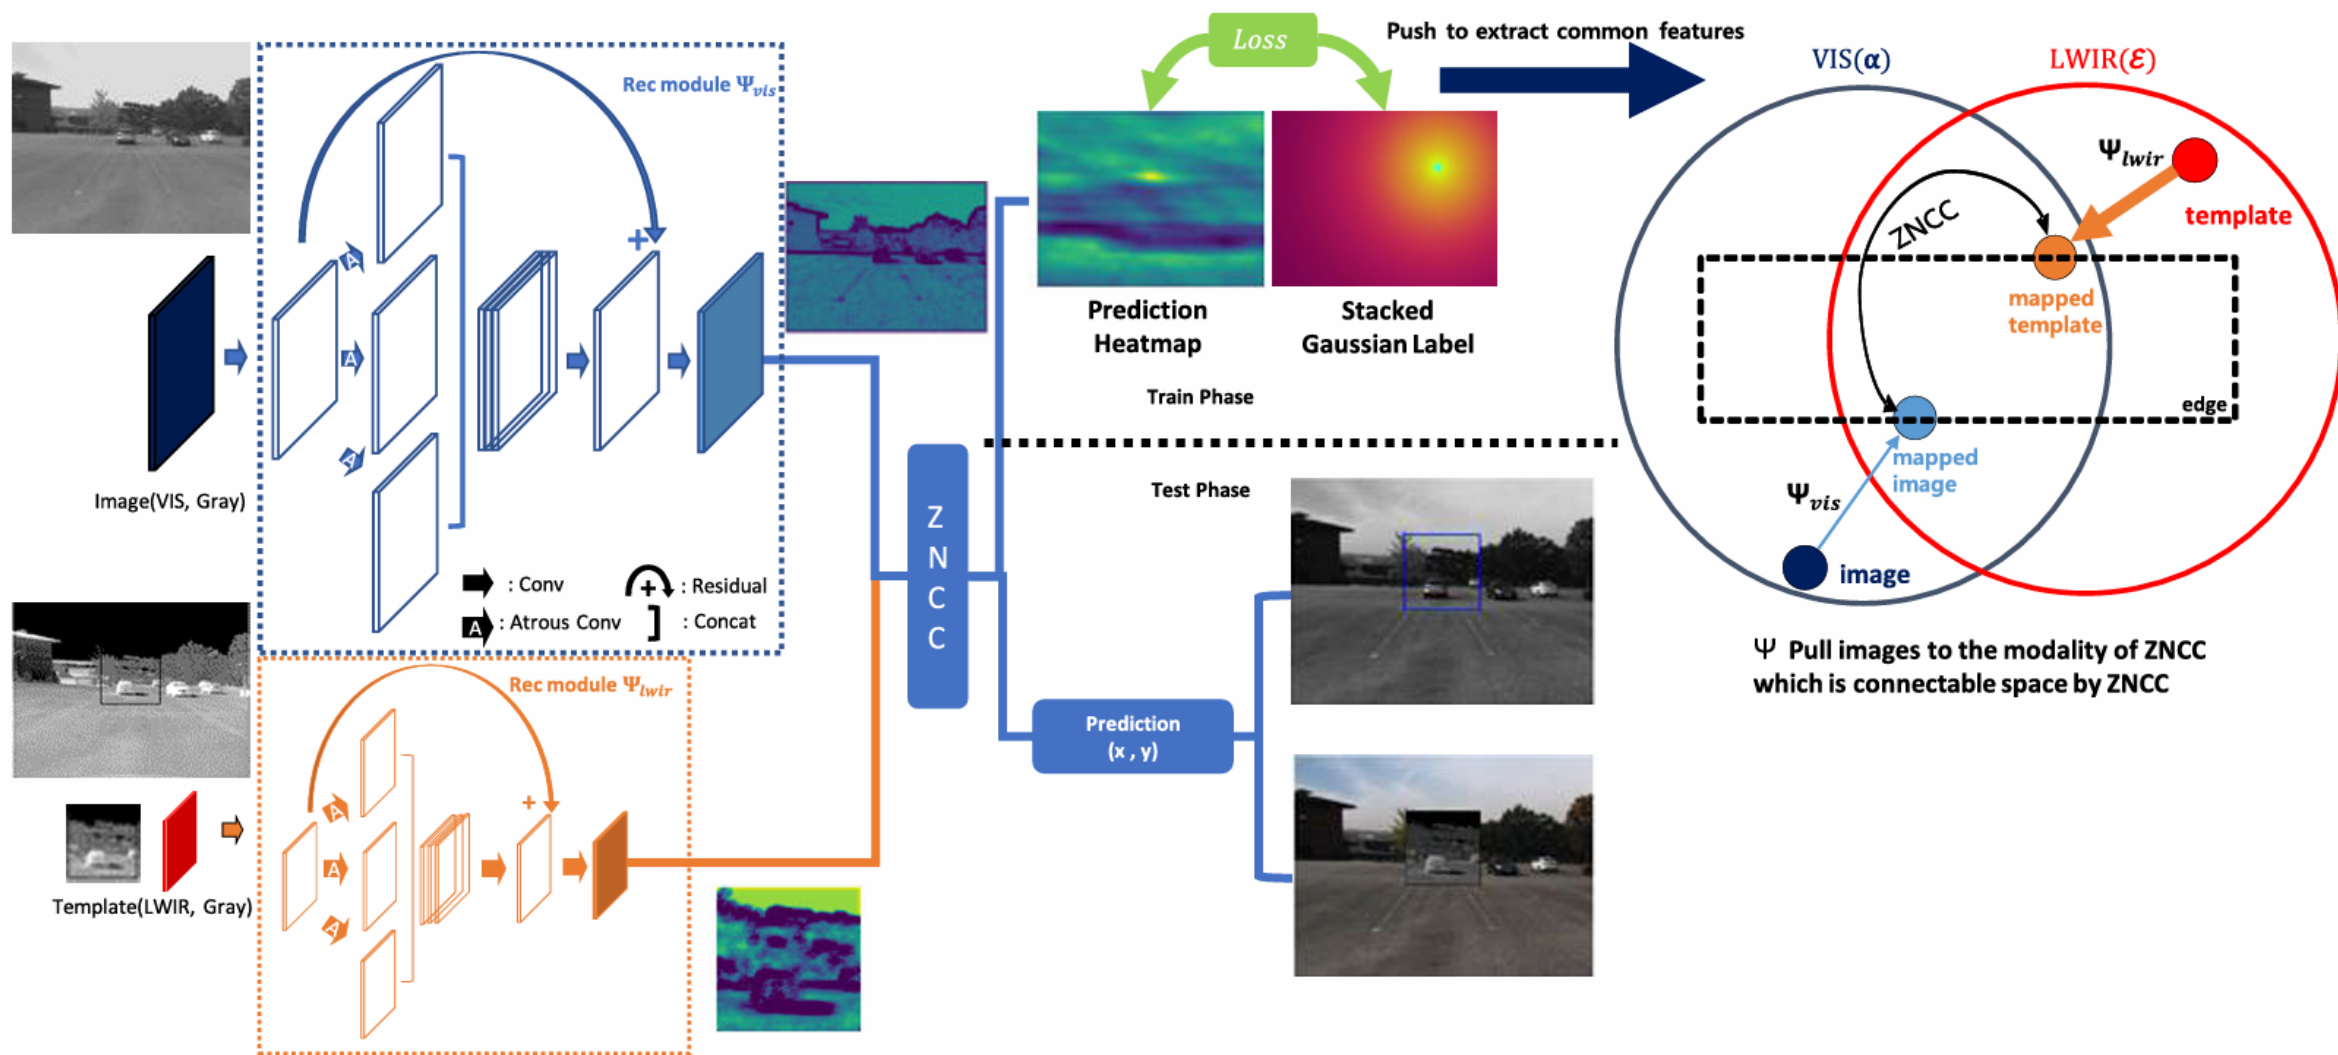 Rec module Ψvis
A
A
A
+
Image(VIS, Gray)
: Conv
+ : Residual
A : Atrous Conv
: Concat
Rec module Ψlwir
A
A
A
+
Template(LWIR, Gray)
Z
N
C
C
Loss
Prediction
Heatmap
Stacked
Gaussian Label
Train Phase
Test Phase
Prediction
(x , y)
Push to extract common features
VIS(α)
LWIR(ℰ)
Ψlwir
template
ZNCC
mapped
template
edge
mapped
image
Ψvis
image
Ψ Pull images to the modality of ZNCC
which is connectable space by ZNCC